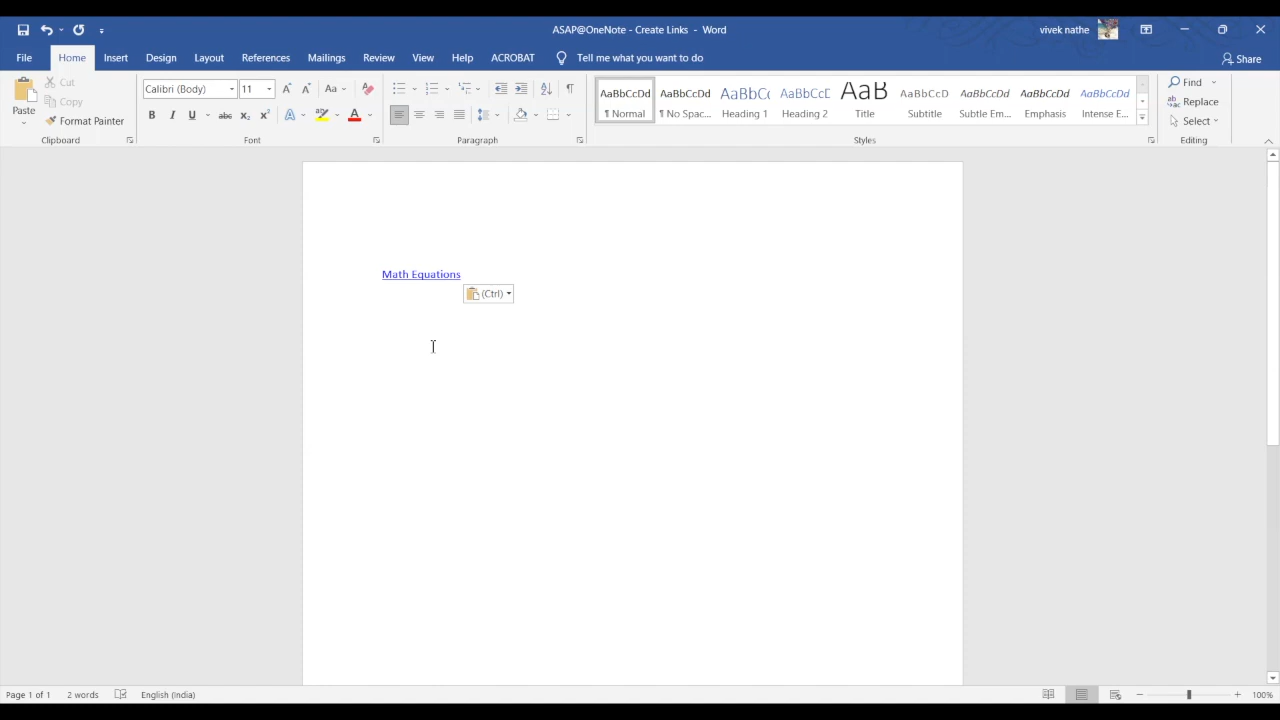 ASAP@OneNote - Create Links - Word
vivek nathe
File Home Insert Design Layout References Mailings Review View Help ACROBAT Tell me what you want to do Share
Paste
Cut
Copy
Format Painter
Clipboard
Calibri (Body) 11
Font
Paragraph
AaBbCcDd AaBbCcDd AaBbCc AaBbCcD AaB AaBbCcD AaBbCcDd AaBbCcDd AaBbCcDd
¶ Normal ¶ No Spac... Heading 1 Heading 2 Title Subtitle Subtle Em... Emphasis Intense E...
Styles
Find
Replace
Select
Editing
Math Equations
(Ctrl)
Page 1 of 1 2 words English (India) 100%